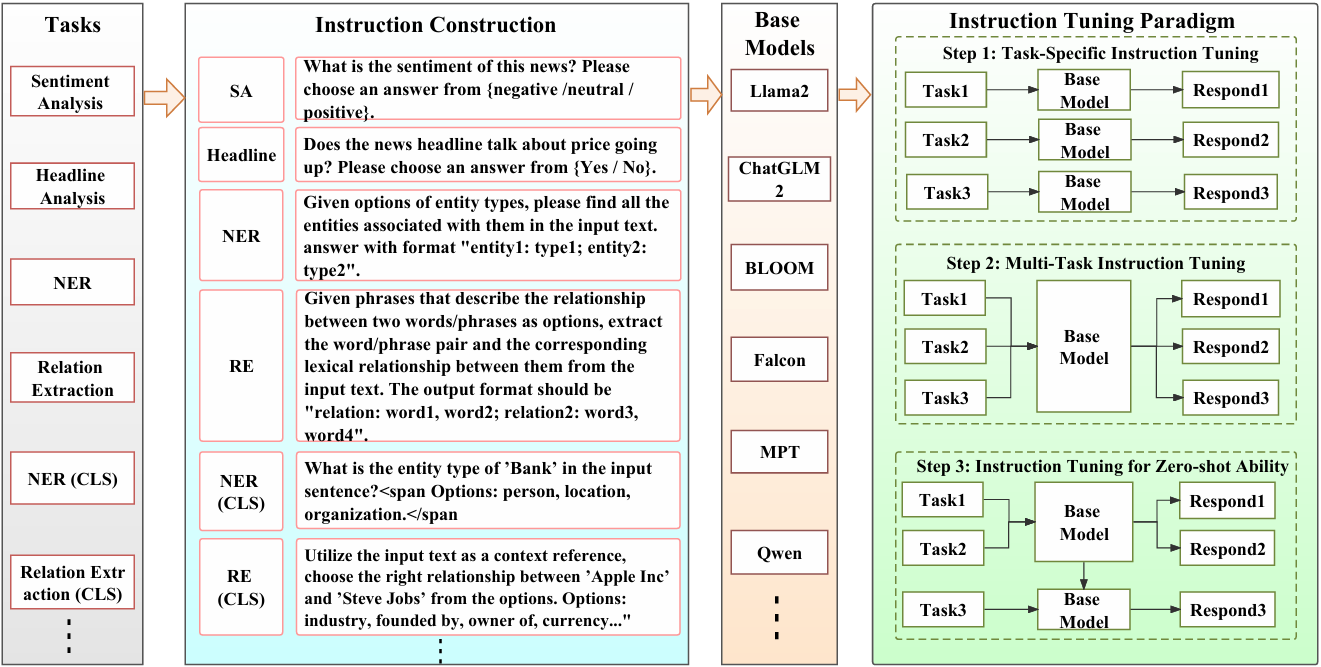 Tasks
Sentiment
Analysis
Headline
Analysis
NER
Relation
Extraction
NER (CLS)
Relation Extr
action (CLS)
Instruction Construction
SA
What is the sentiment of this news? Please
choose an answer from {negative /neutral /
positive}.
Headline
Does the news headline talk about price going
up? Please choose an answer from {Yes / No}.
NER
Given options of entity types, please find all the
entities associated with them in the input text.
answer with format "entity1: type1; entity2:
type2".
RE
Given phrases that describe the relationship
between two words/phrases as options, extract
the word/phrase pair and the corresponding
lexical relationship between them from the
input text. The output format should be
"relation: word1, word2; relation2: word3,
word4".
NER
(CLS)
What is the entity type of ’Bank’ in the input
sentence?<span Options: person, location,
organization.</span
RE
(CLS)
Utilize the input text as a context reference,
choose the right relationship between ’Apple Inc’
and ’Steve Jobs’ from the options. Options:
industry, founded by, owner of, currency..."
Base
Models
Llama2
ChatGLM
2
BLOOM
Falcon
MPT
Qwen
Instruction Tuning Paradigm
Step 1: Task-Specific Instruction Tuning
Task1
Base
Model
Respond1
Task2
Base
Model
Respond2
Task3
Base
Model
Respond3
Step 2: Multi-Task Instruction Tuning
Task1
Task2
Task3
Base
Model
Respond1
Respond2
Respond3
Step 3: Instruction Tuning for Zero-shot Ability
Task1
Task2
Base
Model
Respond1
Respond2
Task3
Base
Model
Respond3